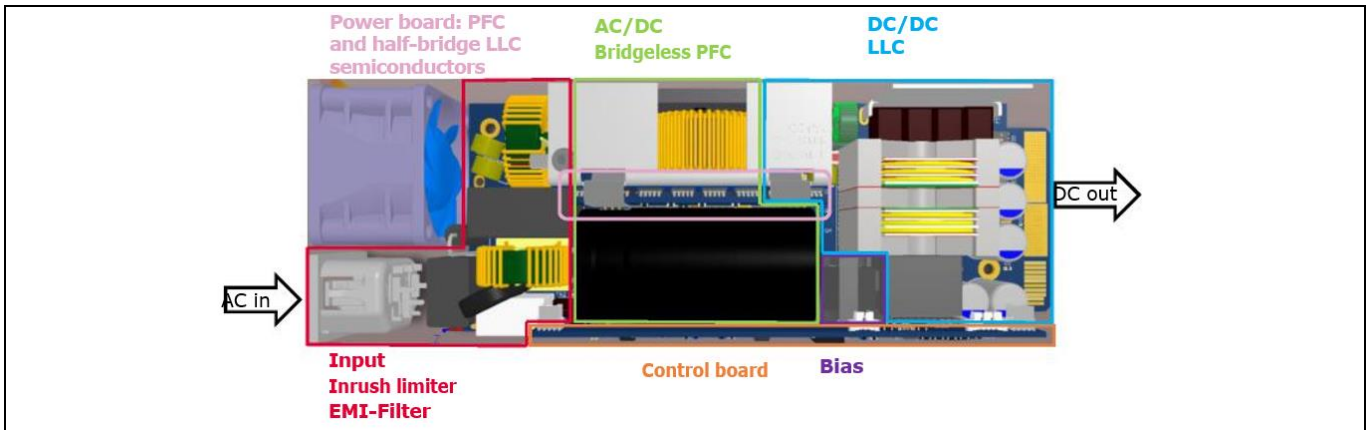 Power board: PFC
and half-bridge LLC
semiconductors
AC/DC
Bridgeless PFC
DC/DC
LLC
DC out
AC in
Input
Inrush limiter
EMI-Filter
Control board
Bias